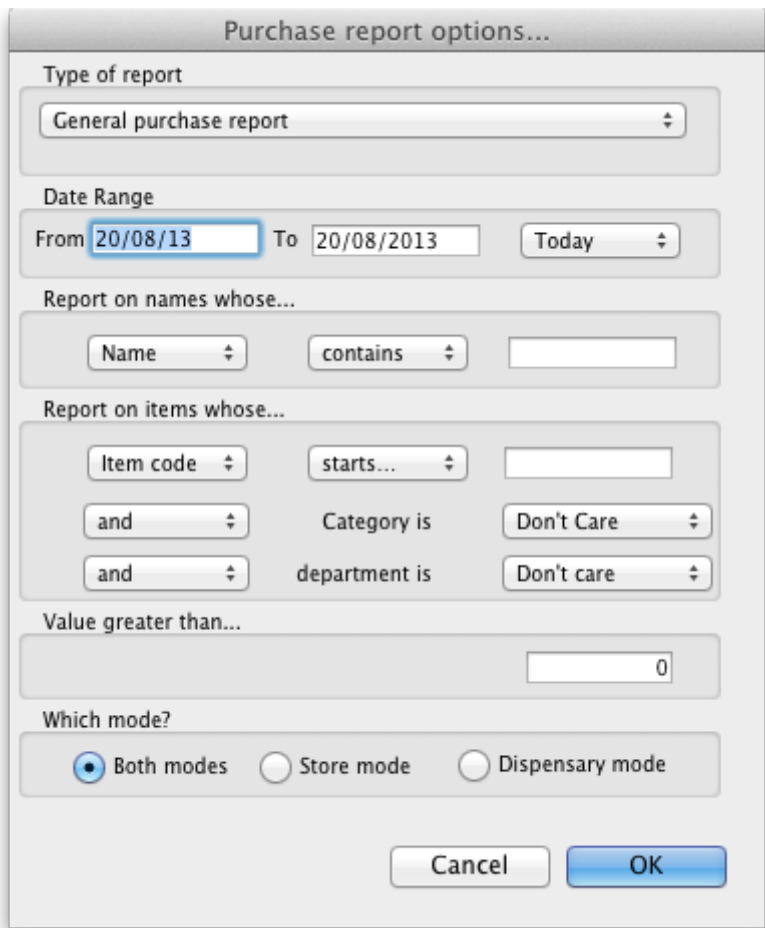 Purchase report options...
Type of report
General purchase report
Date Range
From 20/08/13 To 20/08/2013 Today
Report on names whose...
Name contains
Report on items whose...
Item code starts...
and Category is Don't Care
and department is Don't care
Value greater than...
0
Which mode?
Both modes Store mode Dispensary mode
Cancel OK